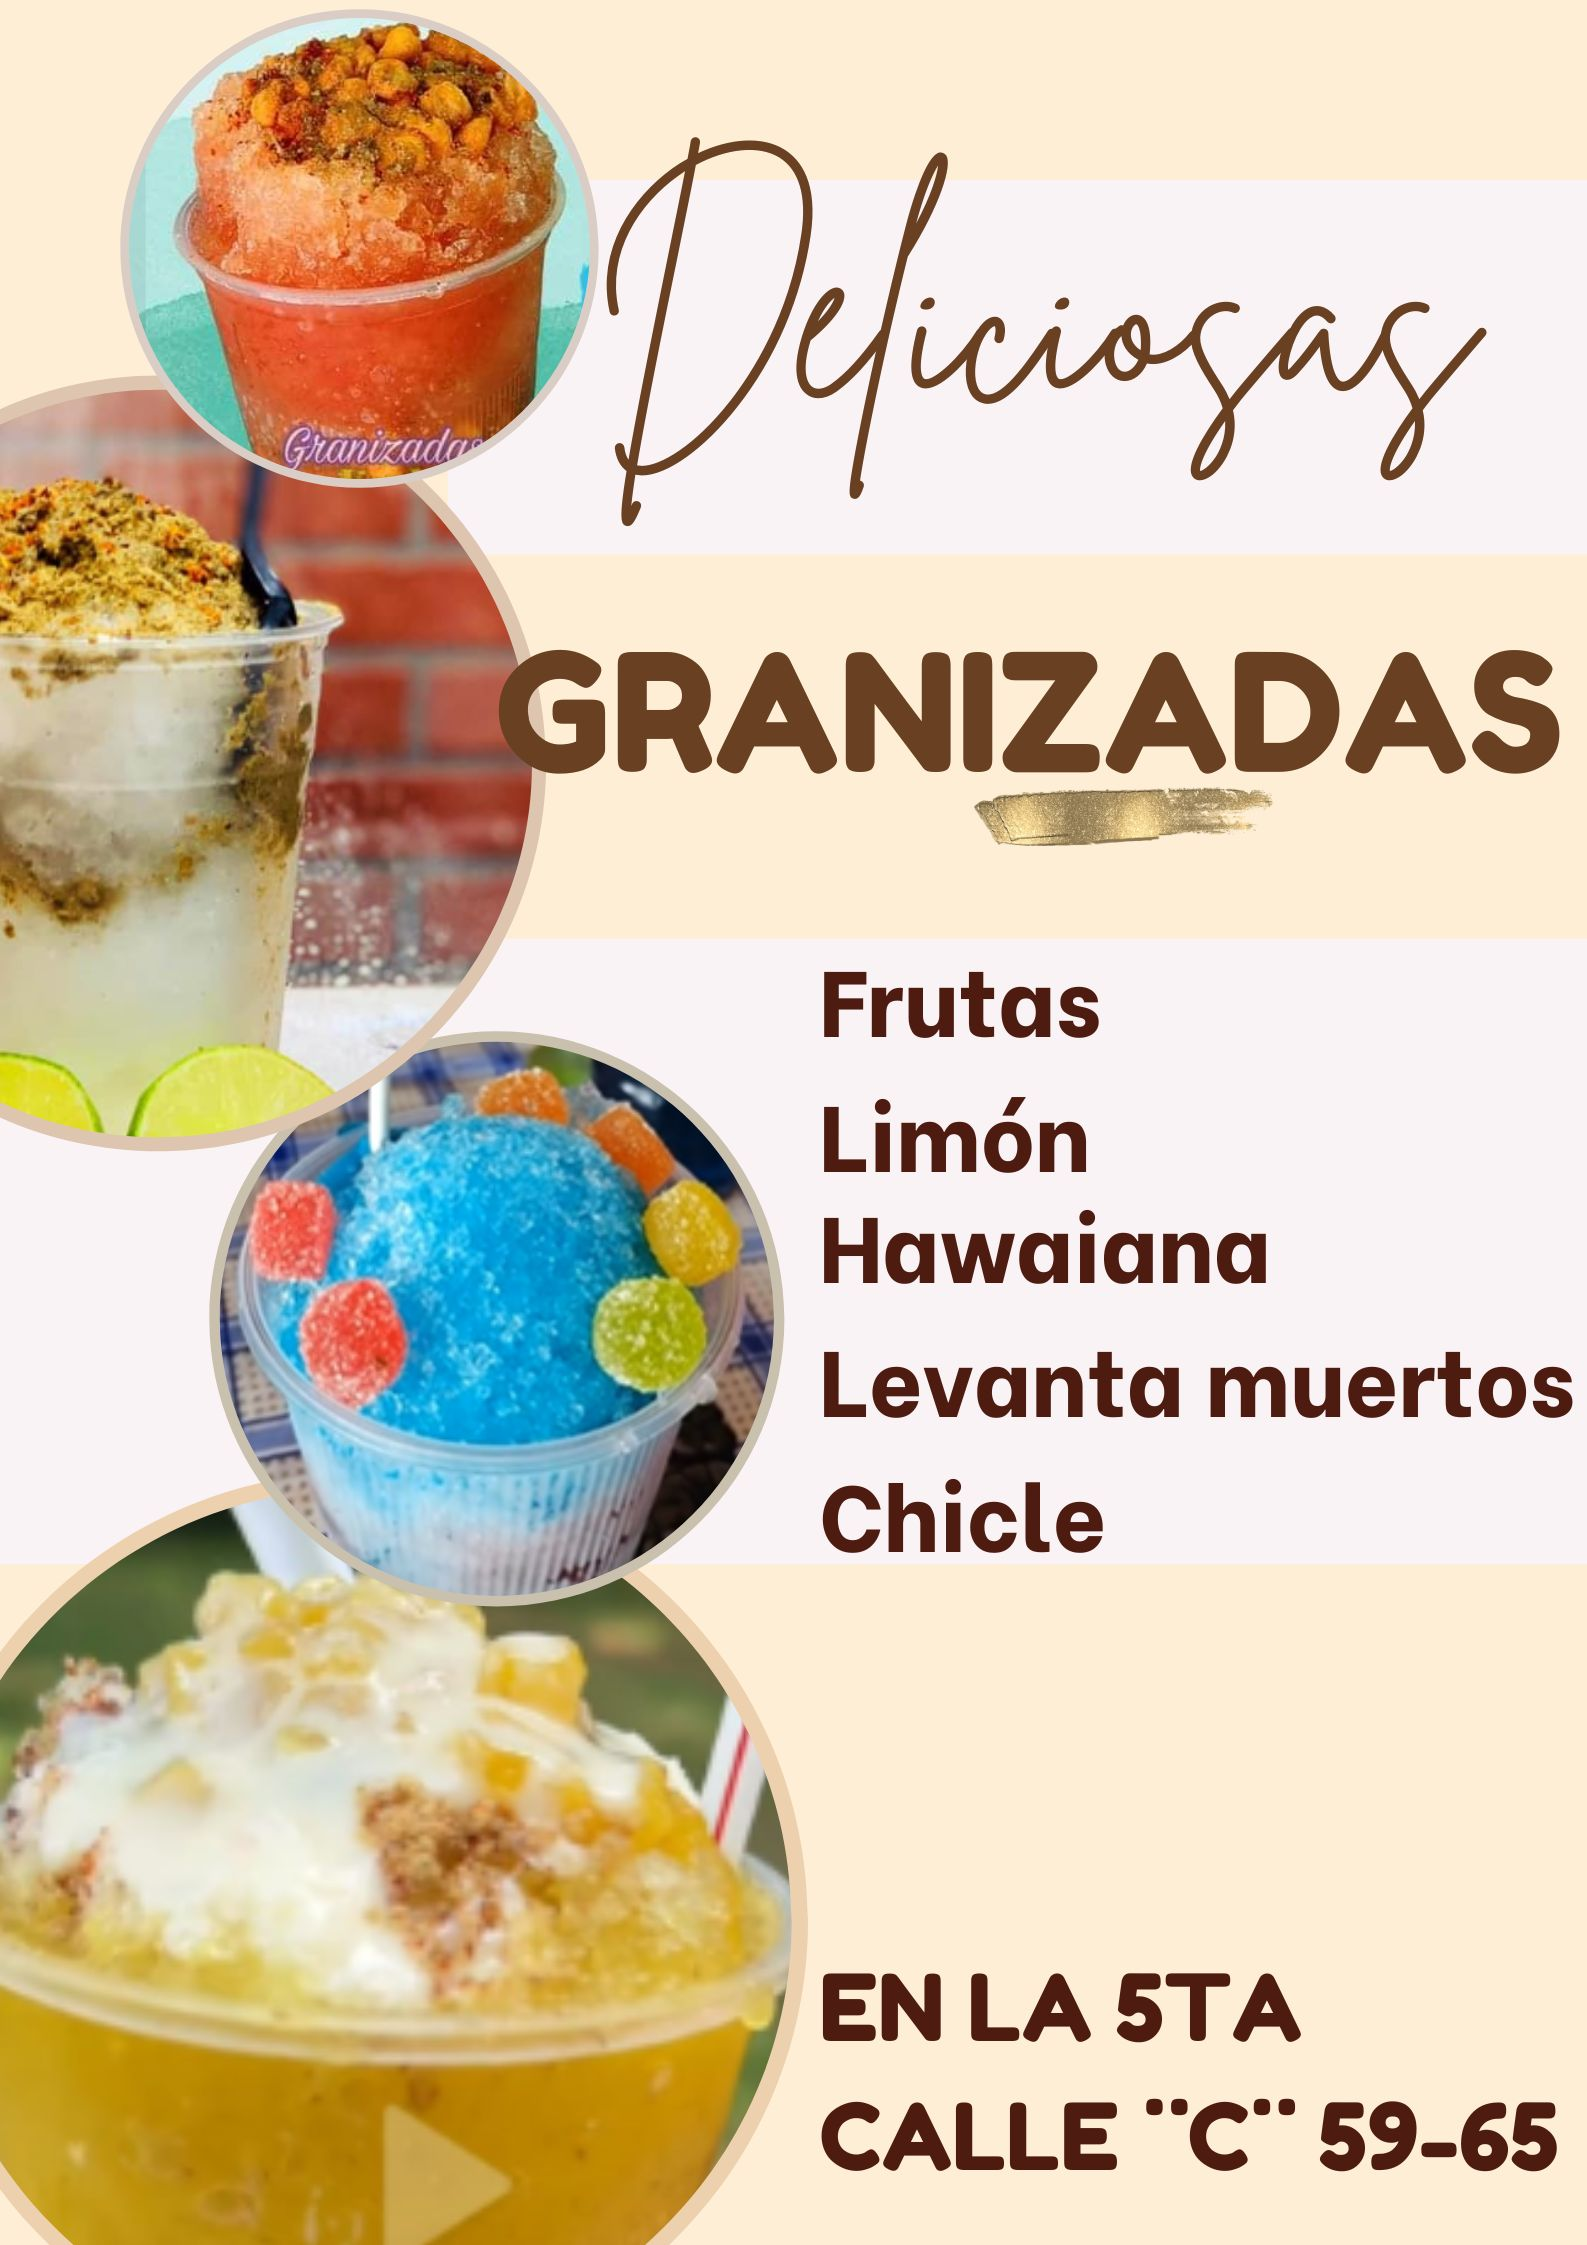 Deliciosas
Granizadas
GRANIZADAS
Frutas
Limón
Hawaiana
Levanta muertos
Chicle
EN LA 5TA
CALLE ¨C¨ 59-65